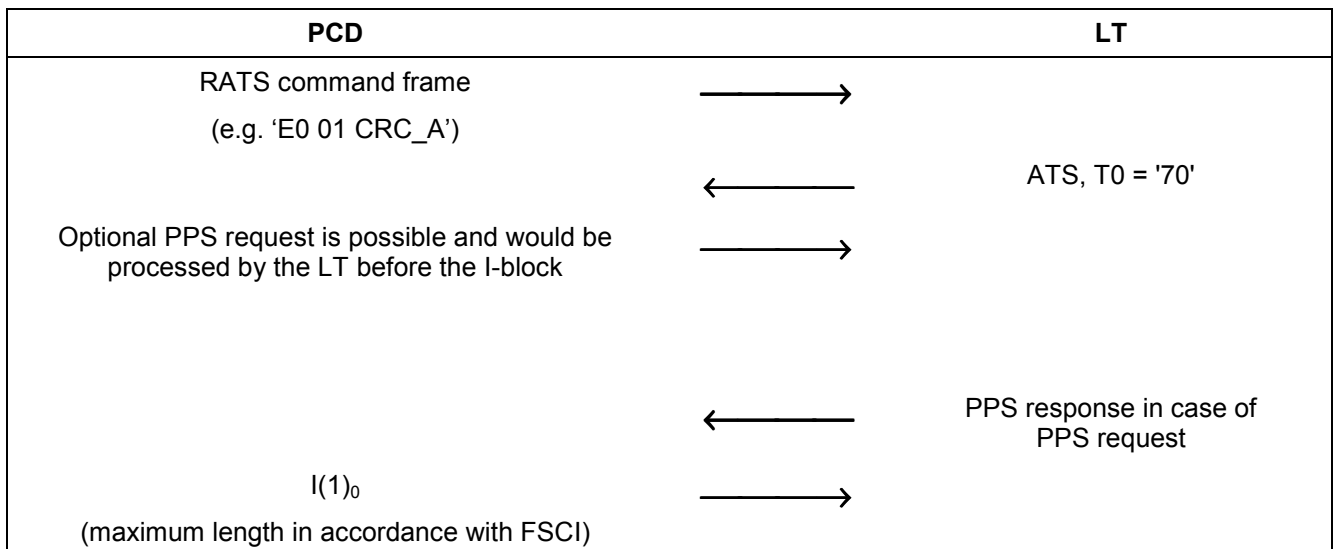 PCD LT
RATS command frame
(e.g. ‘E0 01 CRC_A’)
ATS, T0 = '70'
Optional PPS request is possible and would be
processed by the LT before the I-block
PPS response in case of
PPS request
I(1)₀
(maximum length in accordance with FSCI)